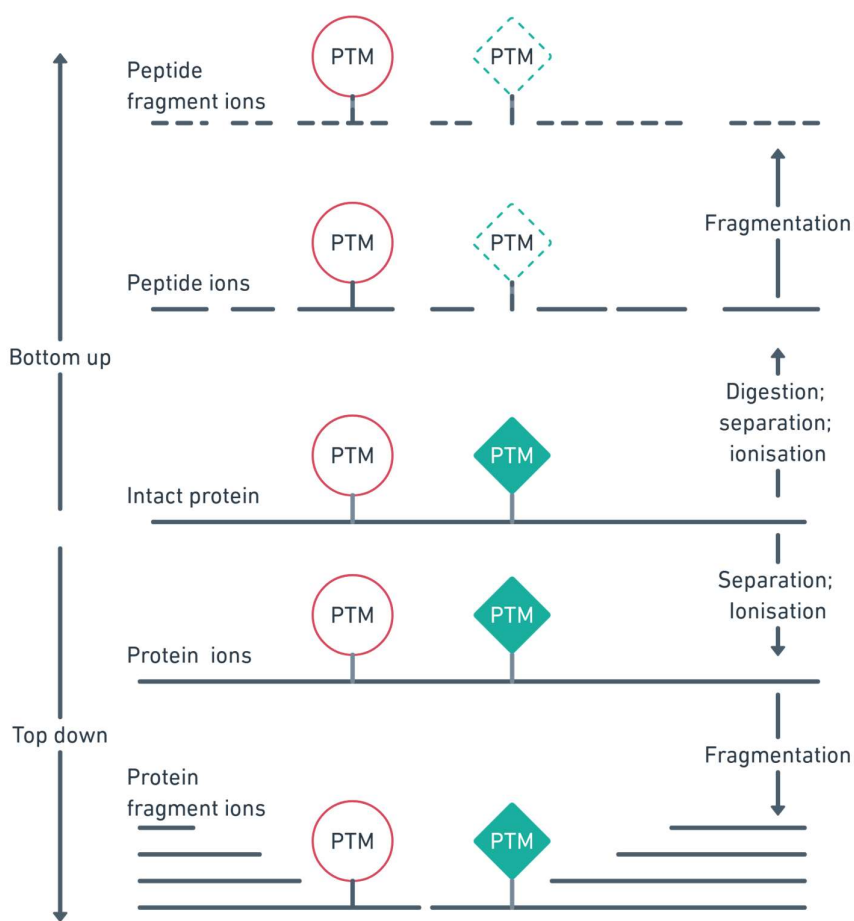 Peptide
fragment ions
PTM
PTM
Fragmentation
Peptide ions
PTM
PTM
Bottom up
Digestion;
separation;
ionisation
Intact protein
PTM
PTM
Separation;
Ionisation
Protein ions
PTM
PTM
Top down
Fragmentation
Protein
fragment ions
PTM
PTM